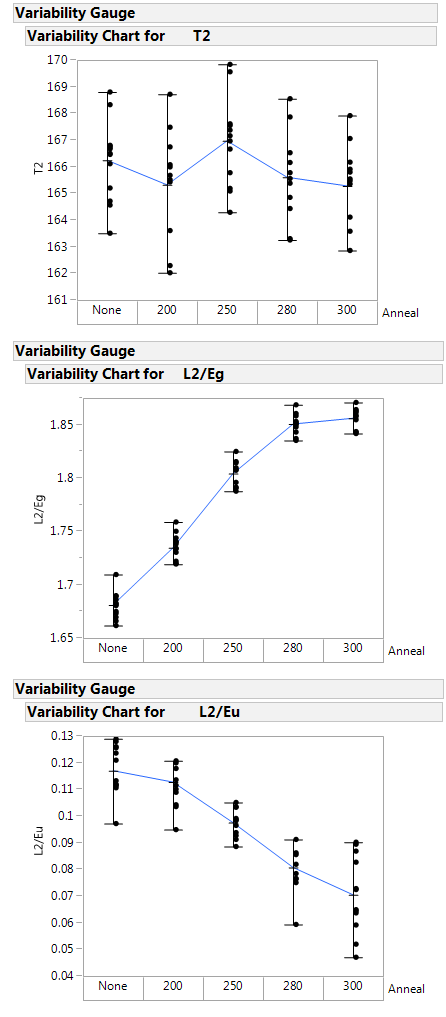 Variability Gauge
Variability Chart for T2
170
169
168
167
166
165
164
163
162
161
T2
None 200 250 280 300 Anneal
Variability Gauge
Variability Chart for L2/Eg
1.85
1.8
1.75
1.7
1.65
L2/Eg
None 200 250 280 300 Anneal
Variability Gauge
Variability Chart for L2/Eu
0.13
0.12
0.11
0.1
0.09
0.08
0.07
0.06
0.05
0.04
L2/Eu
None 200 250 280 300 Anneal